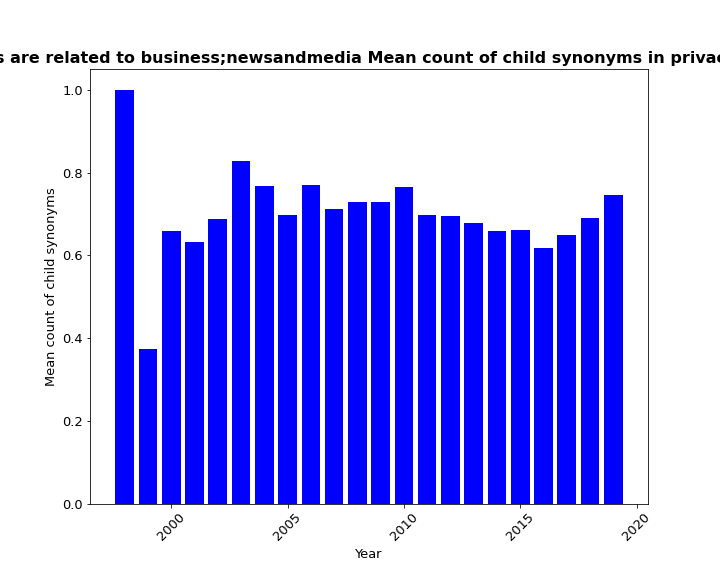 s are related to business;newsandmedia Mean count of child synonyms in privac
1.0
0.8
0.6
0.4
0.2
0.0
Mean count of child synonyms
2000 2005 2010 2015 2020
Year